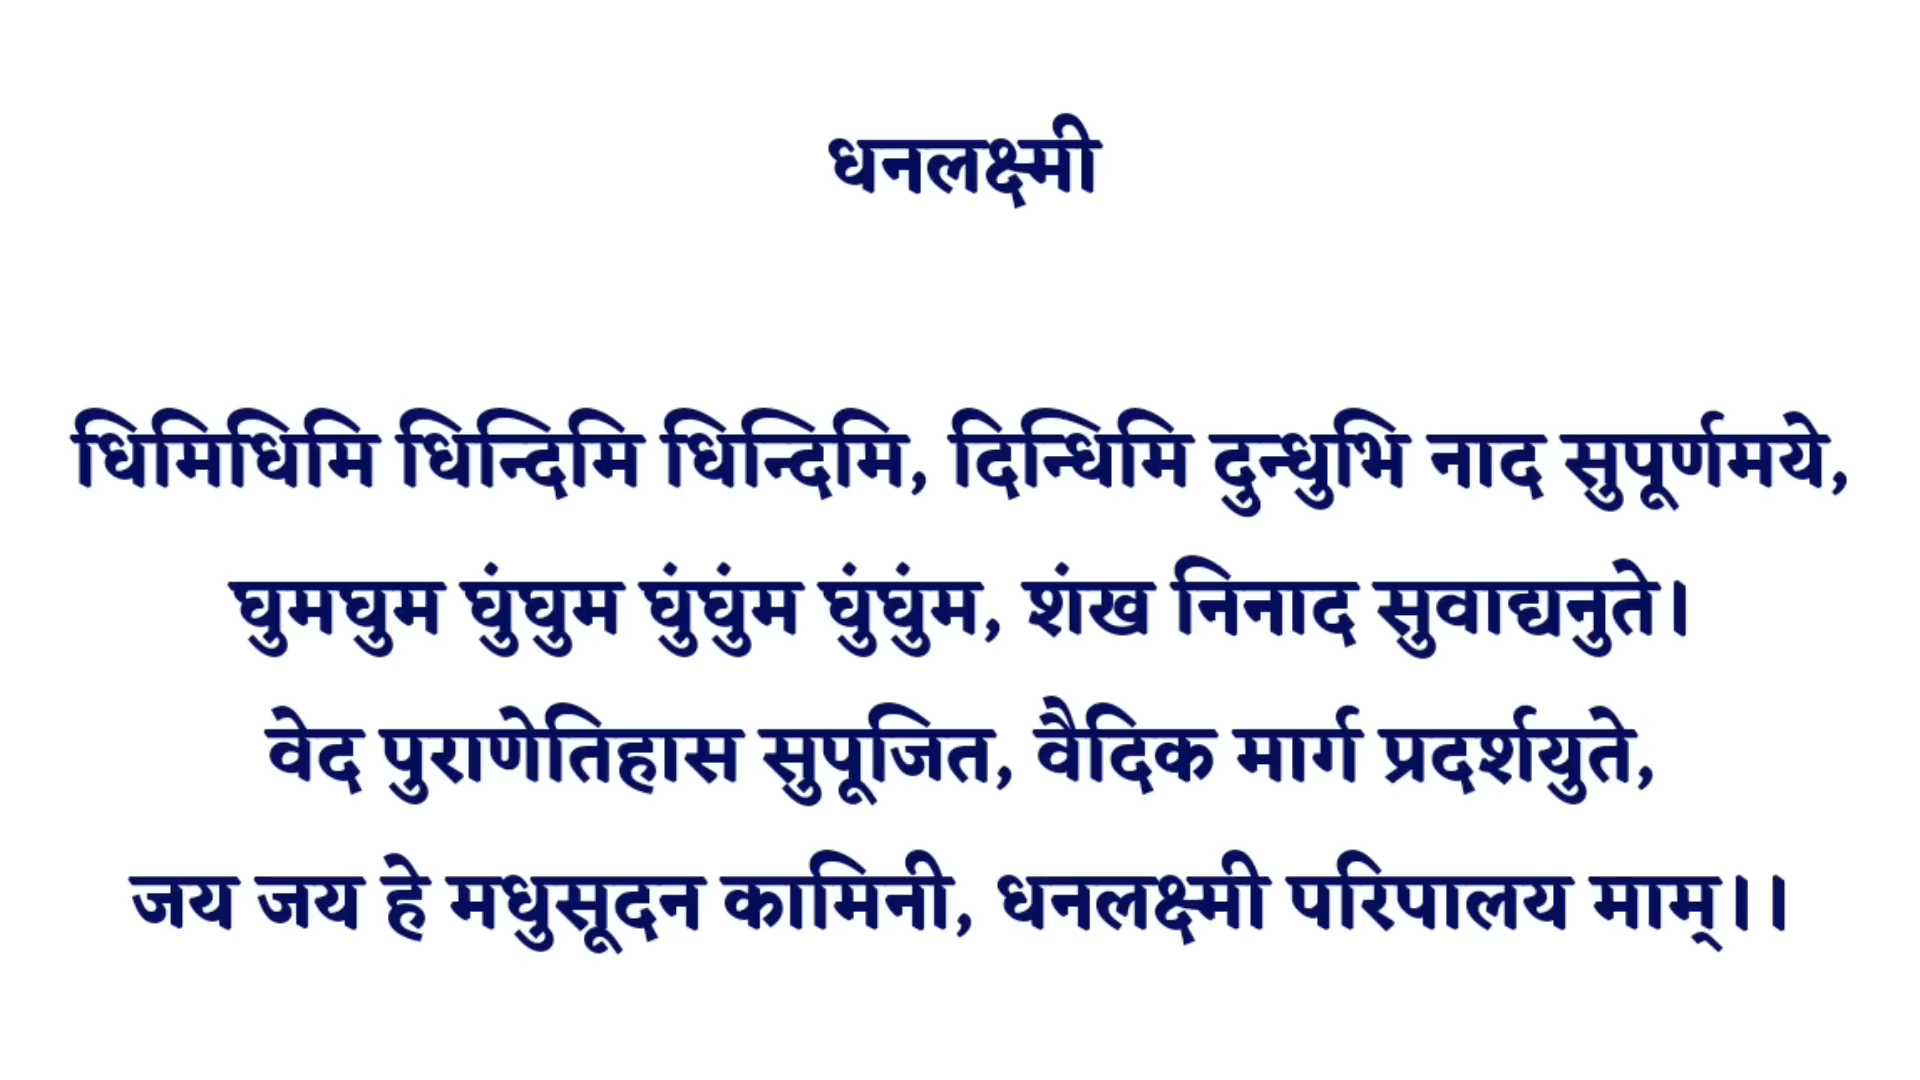 धनलक्ष्मी
धिमिधिमि धिन्दिमि धिन्दिमि, दिन्धिमि दुन्धुभि नाद सुपूर्णमये,
घुमघुम घुंघुम घुंघुंम घुंघुंम, शंख निनाद सुवाद्यनुते।
वेद पुराणेतिहास सुपूजित, वैदिक मार्ग प्रदर्शयुते,
जय जय हे मधुसूदन कामिनी, धनलक्ष्मी परिपालय माम्।।